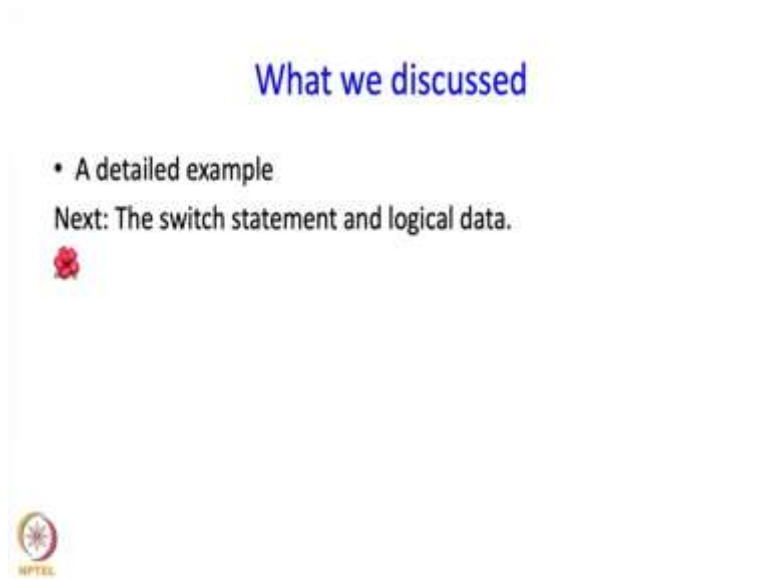 What we discussed
• A detailed example
Next: The switch statement and logical data.
NPTEL